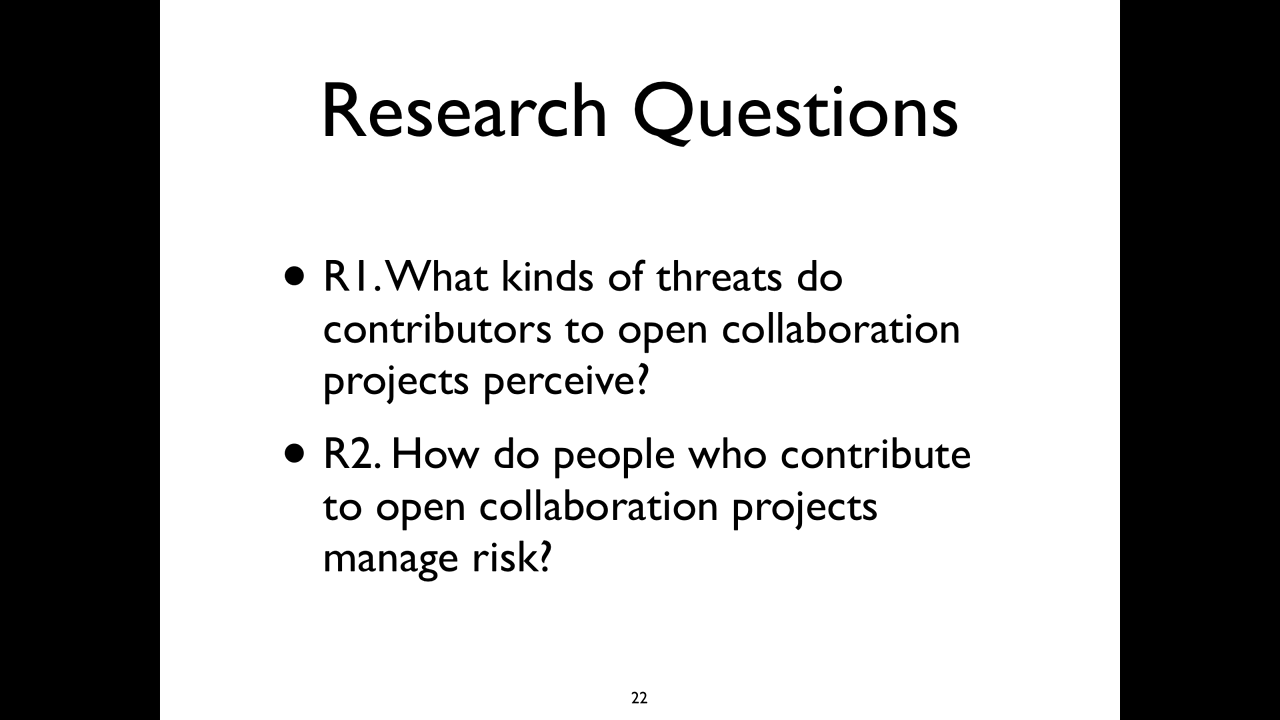 Research Questions
• R1. What kinds of threats do
contributors to open collaboration
projects perceive?
• R2. How do people who contribute
to open collaboration projects
manage risk?
22